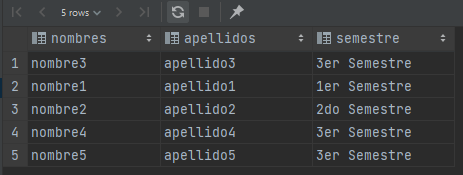 5 rows
nombres apellidos semestre
1 nombre3 apellido3 3er Semestre
2 nombre1 apellido1 1er Semestre
3 nombre2 apellido2 2do Semestre
4 nombre4 apellido4 3er Semestre
5 nombre5 apellido5 3er Semestre